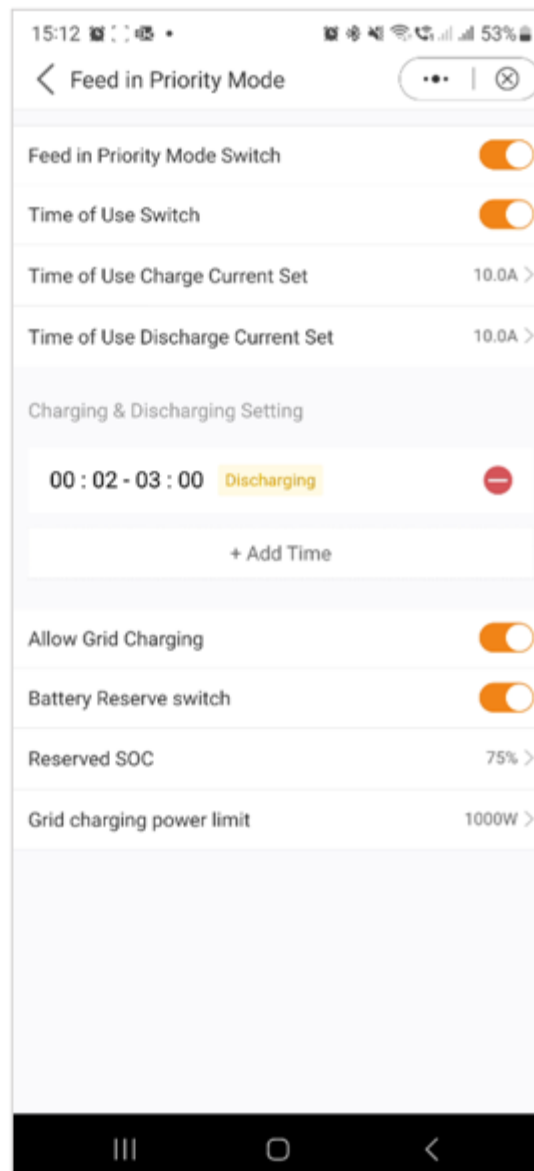 15:12 53%
Feed in Priority Mode
Feed in Priority Mode Switch
Time of Use Switch
Time of Use Charge Current Set 10.0A
Time of Use Discharge Current Set 10.0A
Charging & Discharging Setting
00 : 02 - 03 : 00 Discharging
+ Add Time
Allow Grid Charging
Battery Reserve switch
Reserved SOC 75%
Grid charging power limit 1000W